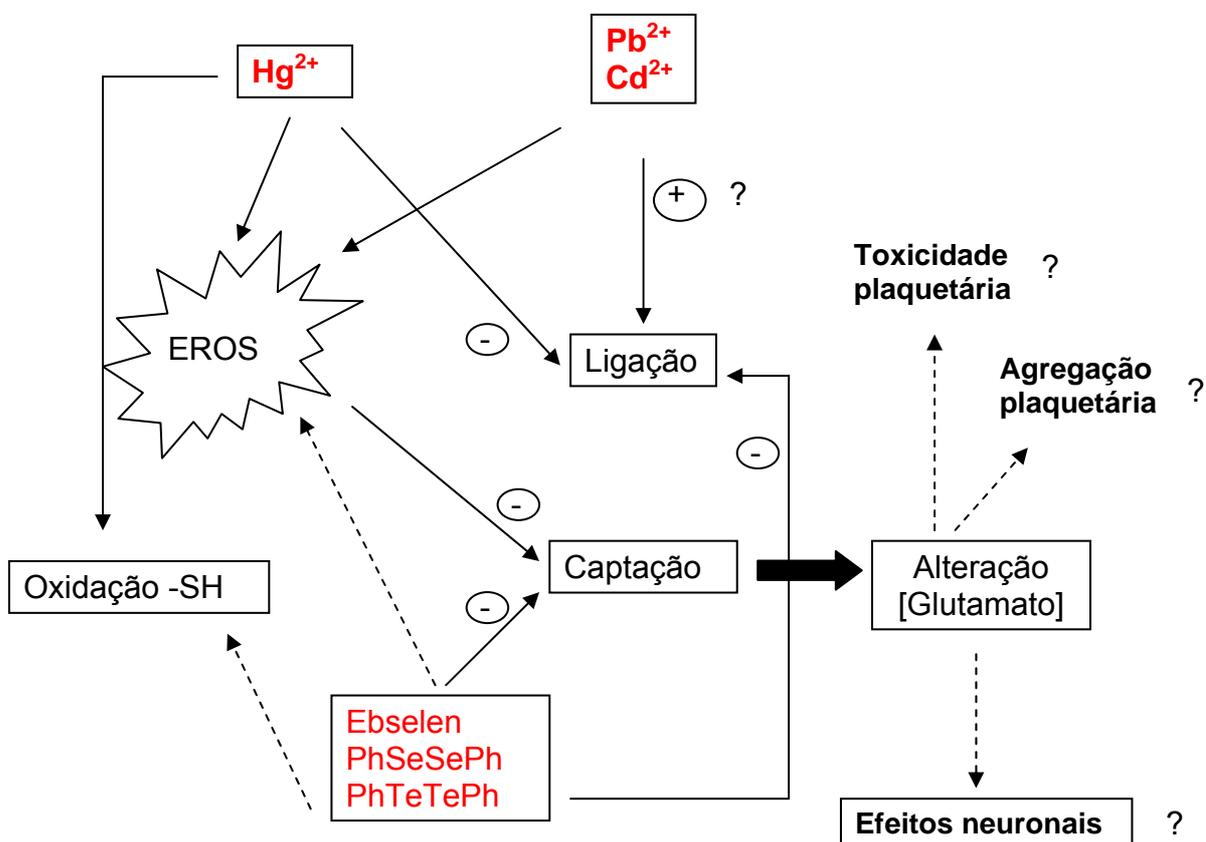 Hg²⁺
Pb²⁺
Cd²⁺
+ ?
Toxicidade ?
plaquetária
EROS
-
Ligação
Agregação ?
plaquetária
-
-
Captação
Alteração
[Glutamato]
Oxidação -SH
-
Ebselen
PhSeSePh
PhTeTePh
Efeitos neuronais ?